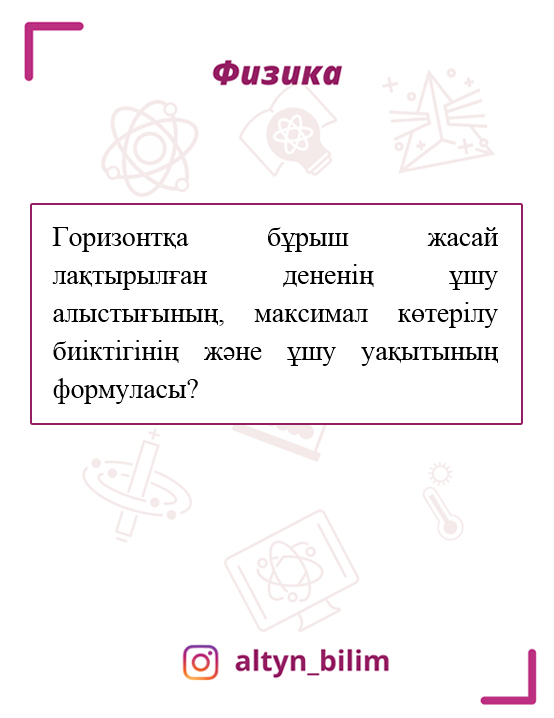 Физика
Горизонтқа бұрыш жасай
лақтырылған дененің ұшу
алыстығының, максимал көтерілу
биіктігінің және ұшу уақытының
формуласы?
altyn_bilim